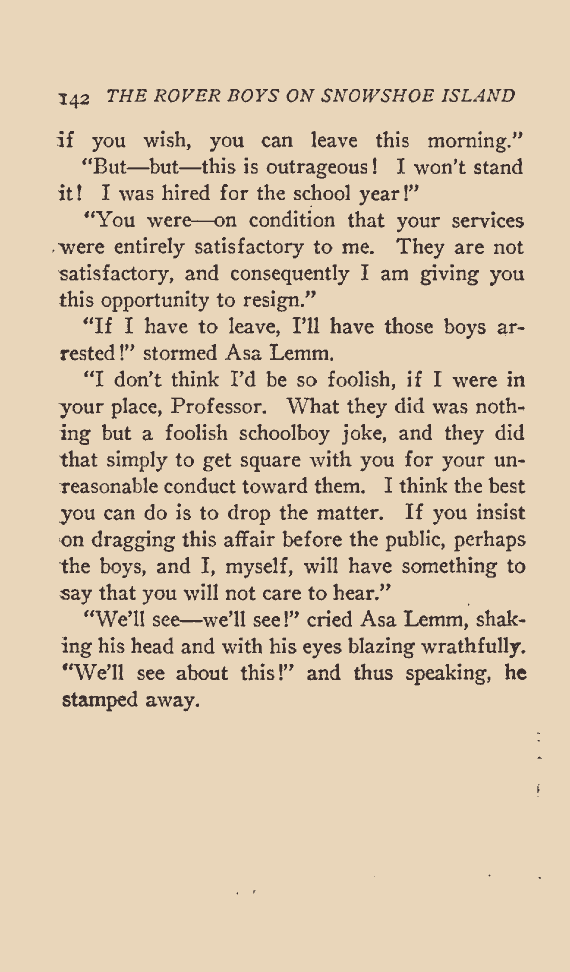 142 THE ROVER BOYS ON SNOWSHOE ISLAND
if you wish, you can leave this morning.”
“But—but—this is outrageous! I won’t stand
it! I was hired for the school year!”
“You were—on condition that your services
were entirely satisfactory to me. They are not
satisfactory, and consequently I am giving you
this opportunity to resign.”
“If I have to leave, I’ll have those boys ar-
rested!” stormed Asa Lemm.
“I don’t think I’d be so foolish, if I were in
your place, Professor. What they did was noth-
ing but a foolish schoolboy joke, and they did
that simply to get square with you for your un-
reasonable conduct toward them. I think the best
you can do is to drop the matter. If you insist
on dragging this affair before the public, perhaps
the boys, and I, myself, will have something to
say that you will not care to hear.”
“We’ll see—we’ll see!” cried Asa Lemm, shak-
ing his head and with his eyes blazing wrathfully.
“We’ll see about this!” and thus speaking, he
stamped away.